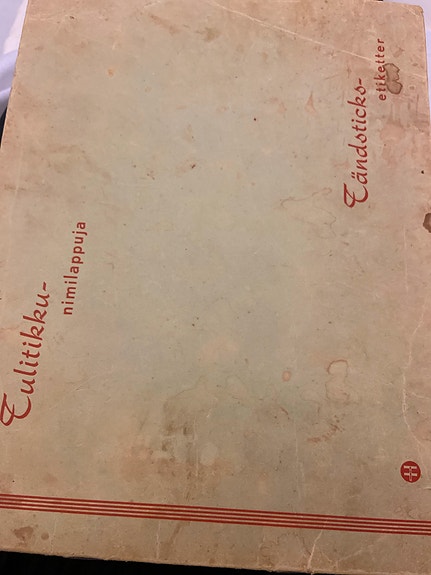 Tulitikku-
nimilappuja
Tändsticks-
etiketter
H